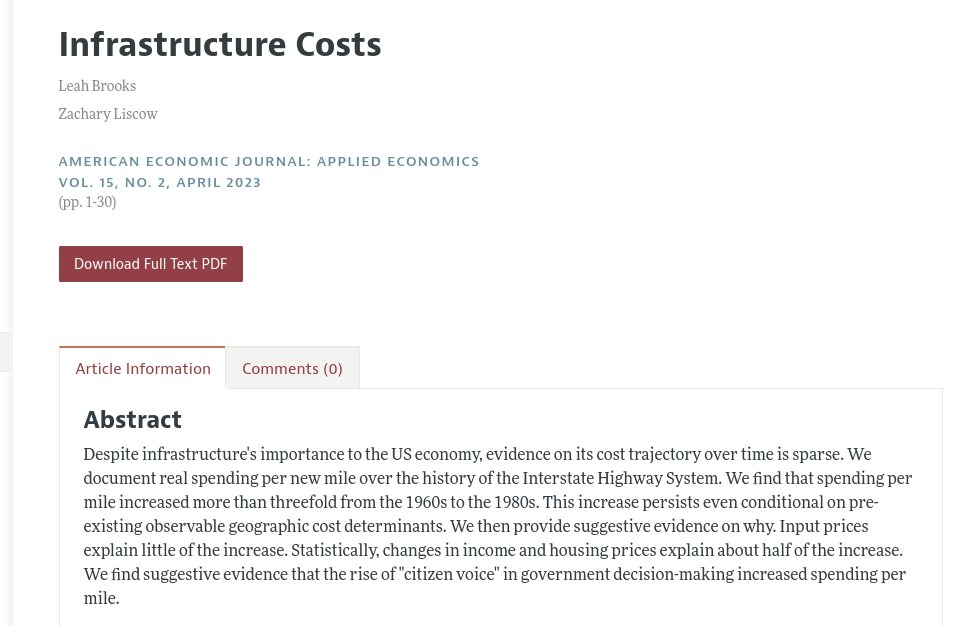 Infrastructure Costs
Leah Brooks
Zachary Liscow
AMERICAN ECONOMIC JOURNAL: APPLIED ECONOMICS
VOL. 15, NO. 2, APRIL 2023
(pp. 1-30)
Download Full Text PDF
Article Information
Comments (0)
Abstract
Despite infrastructure's importance to the US economy, evidence on its cost trajectory over time is sparse. We
document real spending per new mile over the history of the Interstate Highway System. We find that spending per
mile increased more than threefold from the 1960s to the 1980s. This increase persists even conditional on pre-
existing observable geographic cost determinants. We then provide suggestive evidence on why. Input prices
explain little of the increase. Statistically, changes in income and housing prices explain about half of the increase.
We find suggestive evidence that the rise of "citizen voice" in government decision-making increased spending per
mile.